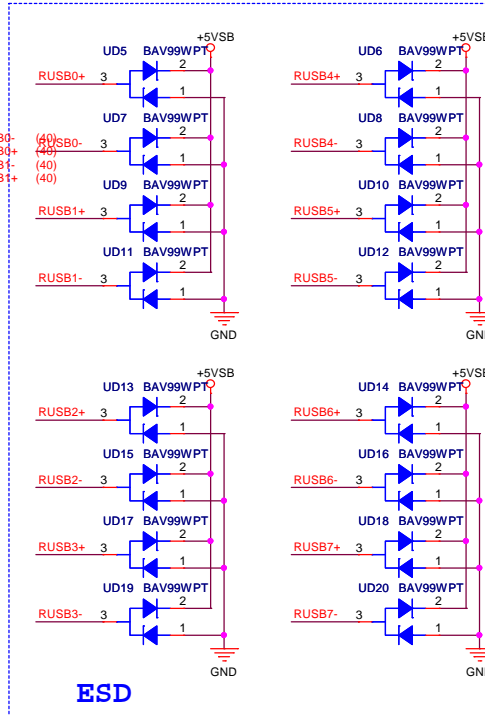 +5VSB +5VSB
UD5 BAV99WPT UD6 BAV99WPT
2 2
RUSB0+ 3 RUSB4+ 3
1 1
UD7 BAV99WPT UD8 BAV99WPT
(40)
RUSB0- 3 2 RUSB4- 3 2
(40)
1 1
(40)
UD9 BAV99WPT UD10 BAV99WPT
(40)
2 2
RUSB1+ 3 RUSB5+ 3
1 1
UD11 BAV99WPT UD12 BAV99WPT
2 2
RUSB1- 3 RUSB5- 3
1 1
GND GND
+5VSB +5VSB
UD13 BAV99WPT UD14 BAV99WPT
2 2
RUSB2+ 3 RUSB6+ 3
1 1
UD15 BAV99WPT UD16 BAV99WPT
2 2
RUSB2- 3 RUSB6- 3
1 1
UD17 BAV99WPT UD18 BAV99WPT
2 2
RUSB3+ 3 RUSB7+ 3
1 1
UD19 BAV99WPT UD20 BAV99WPT
2 2
RUSB3- 3 RUSB7- 3
1 1
GND GND
ESD